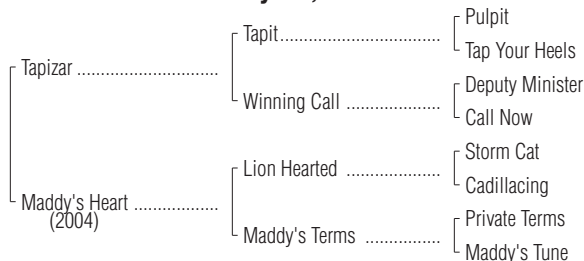 Pulpit
Tapit.......................................
Tap Your Heels
Tapizar ..................................
Deputy Minister
Winning Call ......................
Call Now
Storm Cat
Lion Hearted ...................
Cadillacing
Maddy's Heart ....................
(2004)
Private Terms
Maddy's Terms ..................
Maddy's Tune